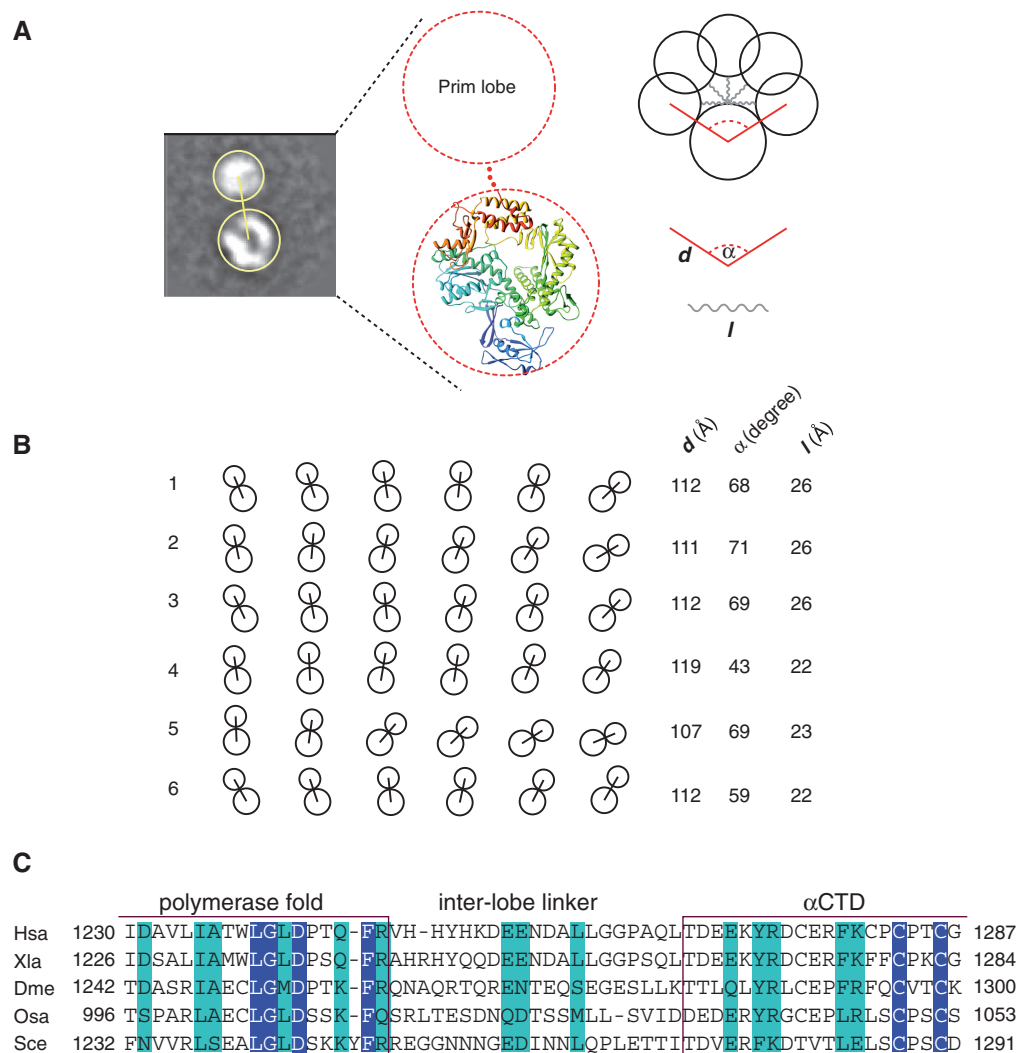 A
Prim lobe
d
α
l
B
d (Å) α (degree) l (Å)
1 112 68 26
2 111 71 26
3 112 69 26
4 119 43 22
5 107 69 23
6 112 59 22
C
polymerase fold inter-lobe linker αCTD
Hsa 1230 IDAVLIATWLGLDPTQ-FRVH-HYHKDEENDALLGGPAQLTDEEKYRDCERFKCPCPTCG 1287
Xla 1226 IDSALIAMWLGLDPSQ-FRAHRHYQQDEENDALLGGPSQLTDEEKYRDCERFKFFCPKCG 1284
Dme 1242 TDASRIAECLGMDPTK-FRQNAQRTQRENTEQSEGESLLKTTLQLYRLCEPFRFQCVTCK 1300
Osa 996 TSPARLAECLGLDSSK-FQSRLTESDNQDTSSMLL-SVIDDEDERYRGCEPLRLSCPSCS 1053
Sce 1232 FNVVRLSEALGLDSKKYFRREGGNNNGEDINNLQPLETTITDVERFKDTVTLELSCPSCD 1291